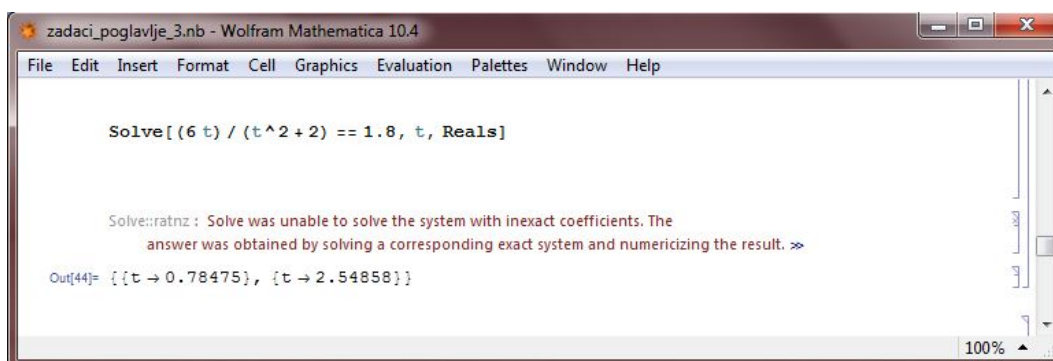 zadaci_poglavlje_3.nb - Wolfram Mathematica 10.4
File Edit Insert Format Cell Graphics Evaluation Palettes Window Help
Solve[(6 t) / (t^2 + 2) == 1.8, t, Reals]
Solve::ratnz : Solve was unable to solve the system with inexact coefficients. The
answer was obtained by solving a corresponding exact system and numericizing the result. ≫
Out[44]= {{t → 0.78475}, {t → 2.54858}}
100%